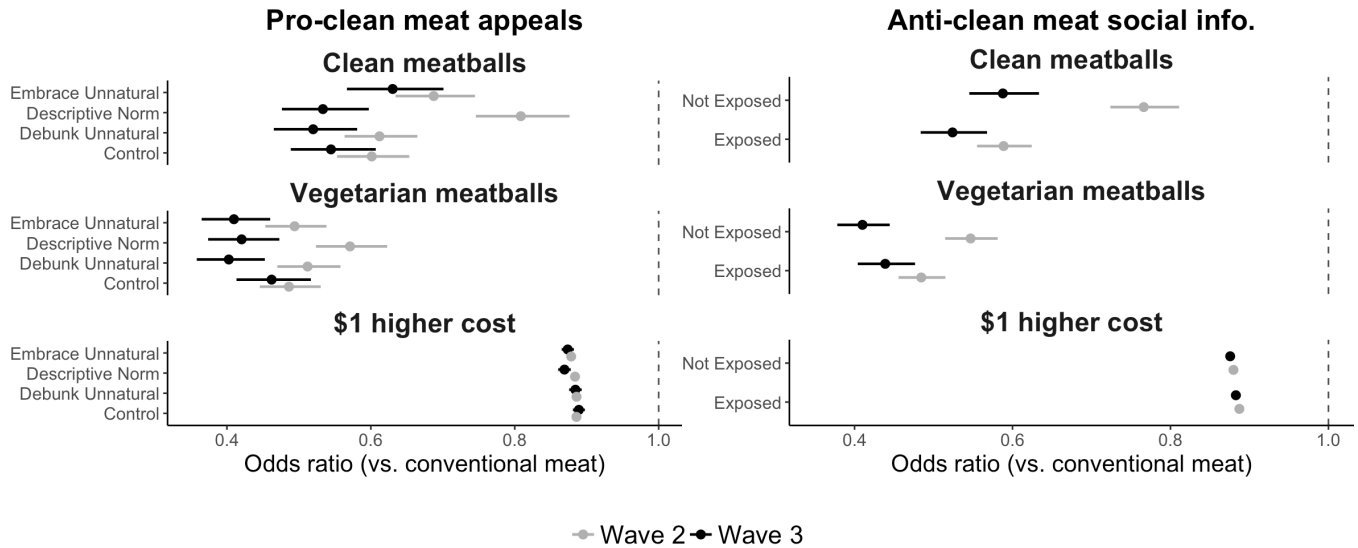 Pro-clean meat appeals
Clean meatballs
Embrace Unnatural
Descriptive Norm
Debunk Unnatural
Control
Vegetarian meatballs
Embrace Unnatural
Descriptive Norm
Debunk Unnatural
Control
$1 higher cost
Embrace Unnatural
Descriptive Norm
Debunk Unnatural
Control
0.4 0.6 0.8 1.0
Odds ratio (vs. conventional meat)
Anti-clean meat social info.
Clean meatballs
Not Exposed
Exposed
Vegetarian meatballs
Not Exposed
Exposed
$1 higher cost
Not Exposed
Exposed
0.4 0.6 0.8 1.0
Odds ratio (vs. conventional meat)
Wave 2 Wave 3